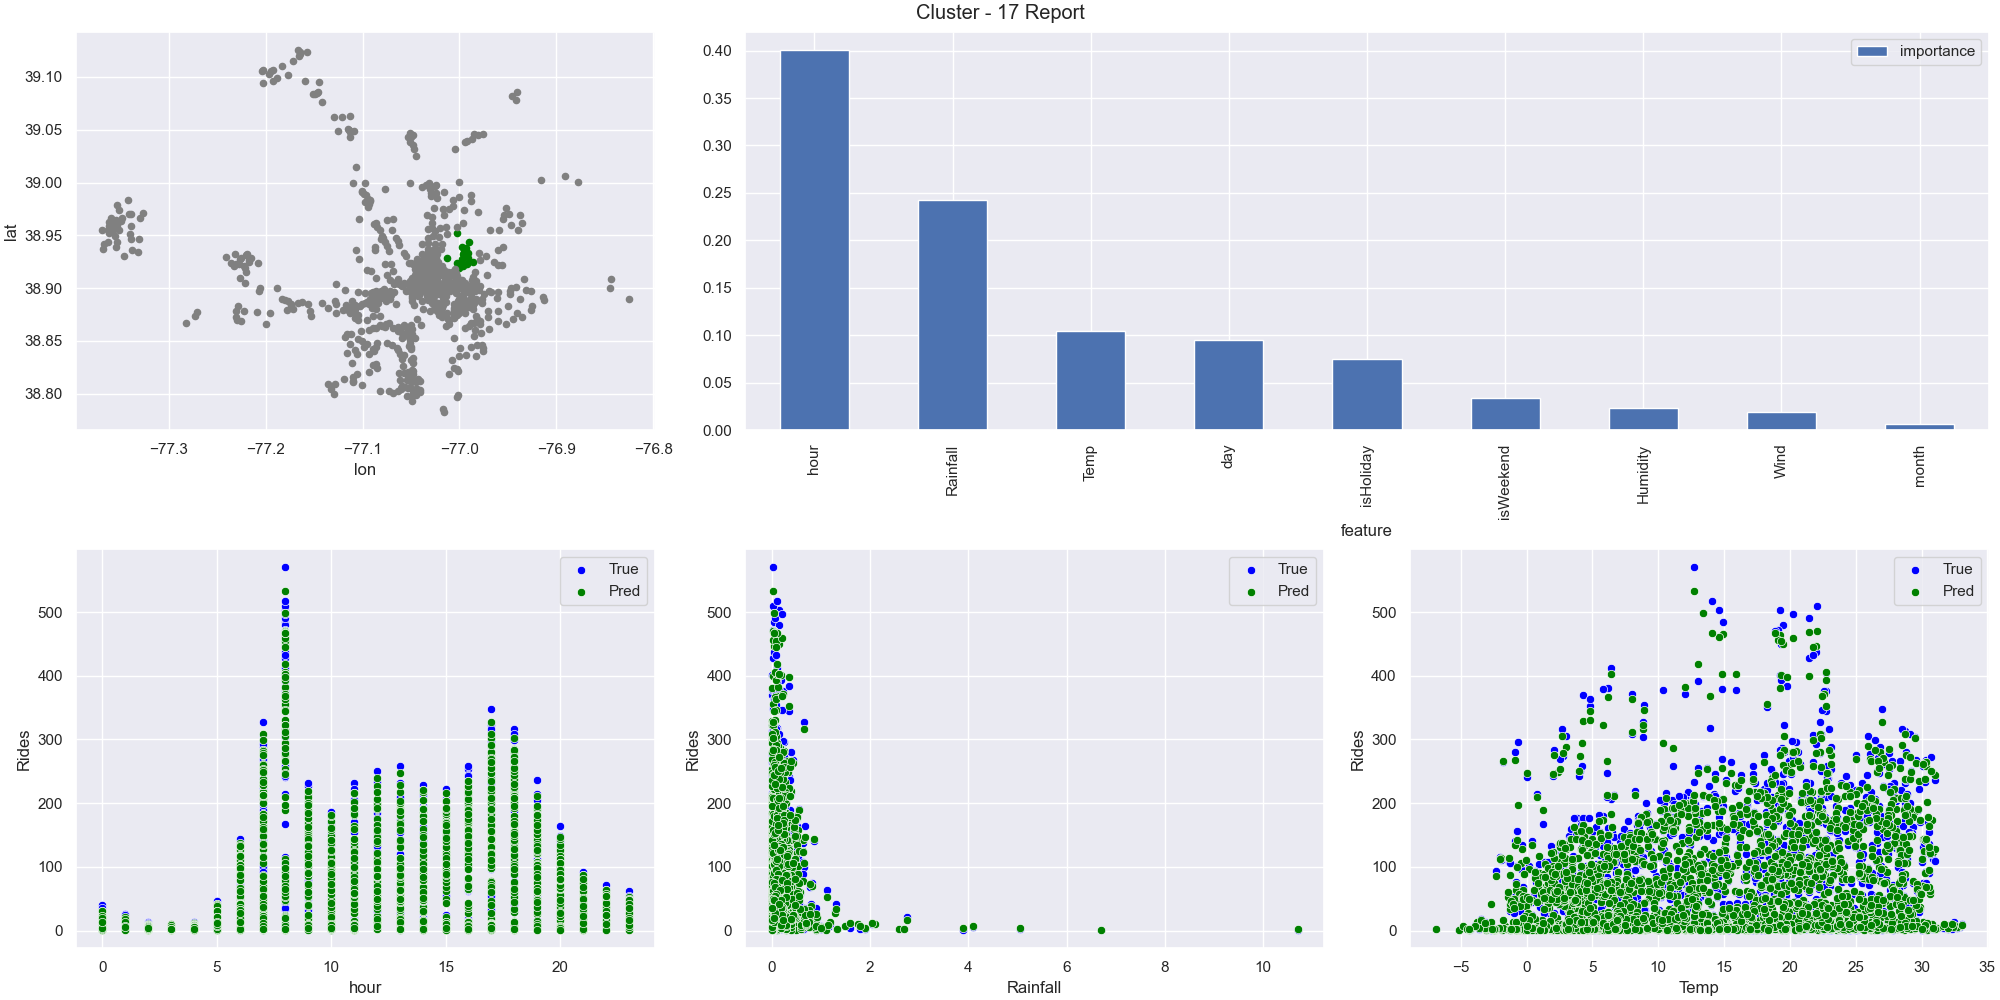 Cluster - 17 Report
lat
39.10
39.05
39.00
38.95
38.90
38.85
38.80
−77.3
−77.2
−77.1
−77.0
−76.9
−76.8
lon
importance
0.40
0.35
0.30
0.25
0.20
0.15
0.10
0.05
0.00
hour
Rainfall
Temp
day
isHoliday
isWeekend
Humidity
Wind
month
feature
True
Pred
Rides
500
400
300
200
100
0
0
5
10
15
20
hour
True
Pred
Rides
500
400
300
200
100
0
0
2
4
6
8
10
Rainfall
True
Pred
Rides
500
400
300
200
100
0
−5
0
5
10
15
20
25
30
35
Temp